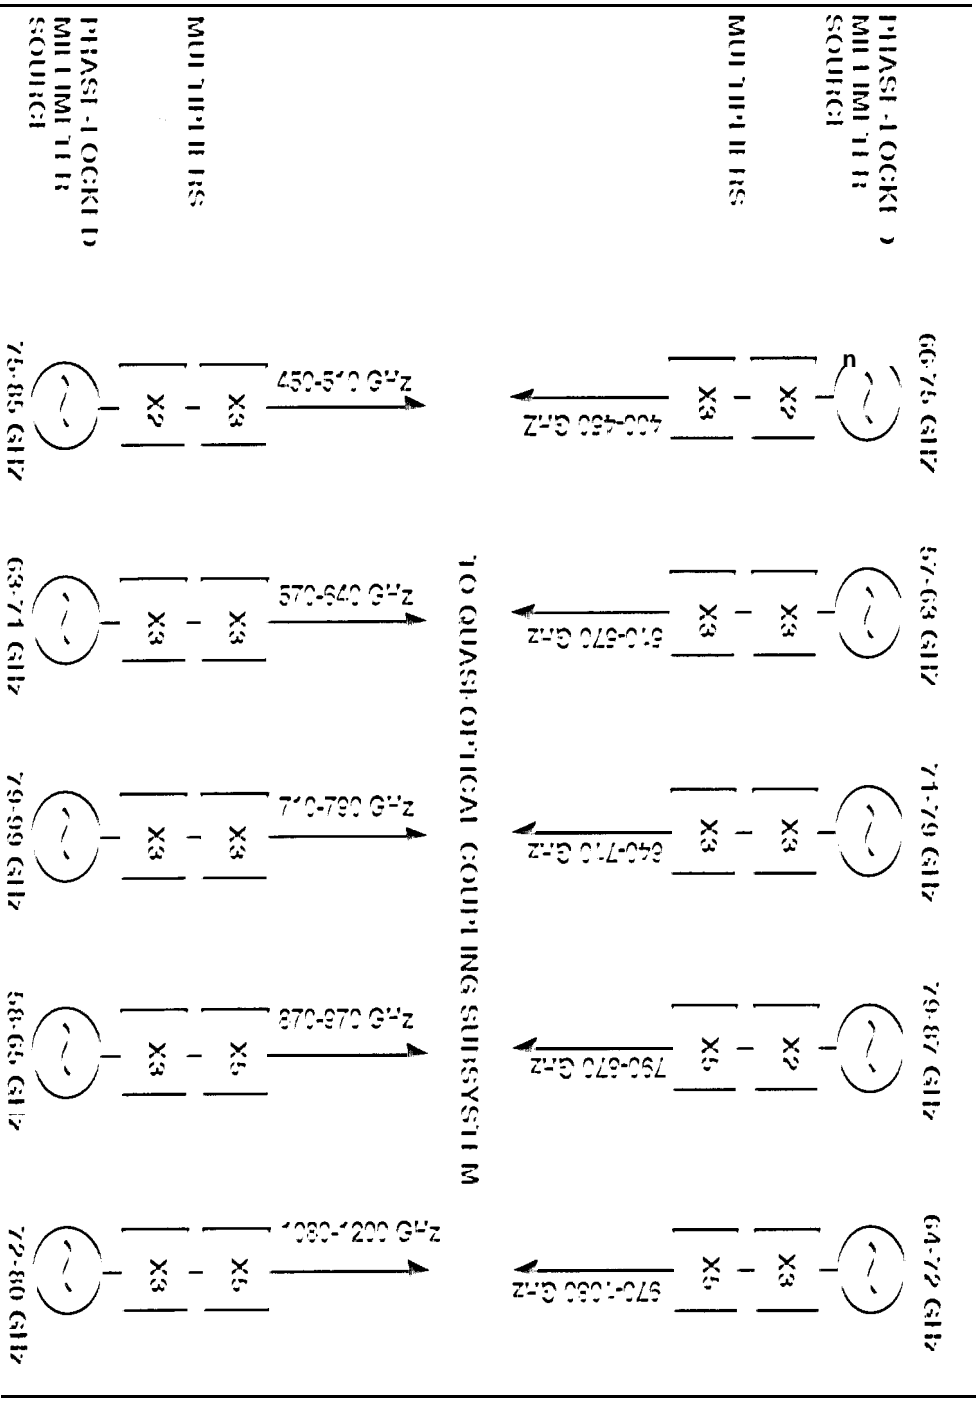 PHASE-LOCKED
MILLIMETER
SOURCE
MULTIPLIERS
MULTIPLIERS
PHASE-LOCKED
MILLIMETER
SOURCE
75-85 GHz
X2
X3
450-510 GHz
400-450 GHZ
X3
X2
n
66-75 GHz
63-71 GHz
X3
X3
570-640 GHz
510-570 GHz
X3
X3
57-63 GHz
TO QUASI-OPTICAL COUPLING SUBSYSTEM
79-99 GHz
X3
X3
710-790 GHz
640-710 GHz
X3
X3
71-79 GHz
58-65 GHz
X3
X5
870-970 GHz
790-870 GHz
X5
X2
79-87 GHz
72-80 GHz
X3
X5
1080-1200 GHz
970-1080 GHz
X5
X3
64-72 GHz